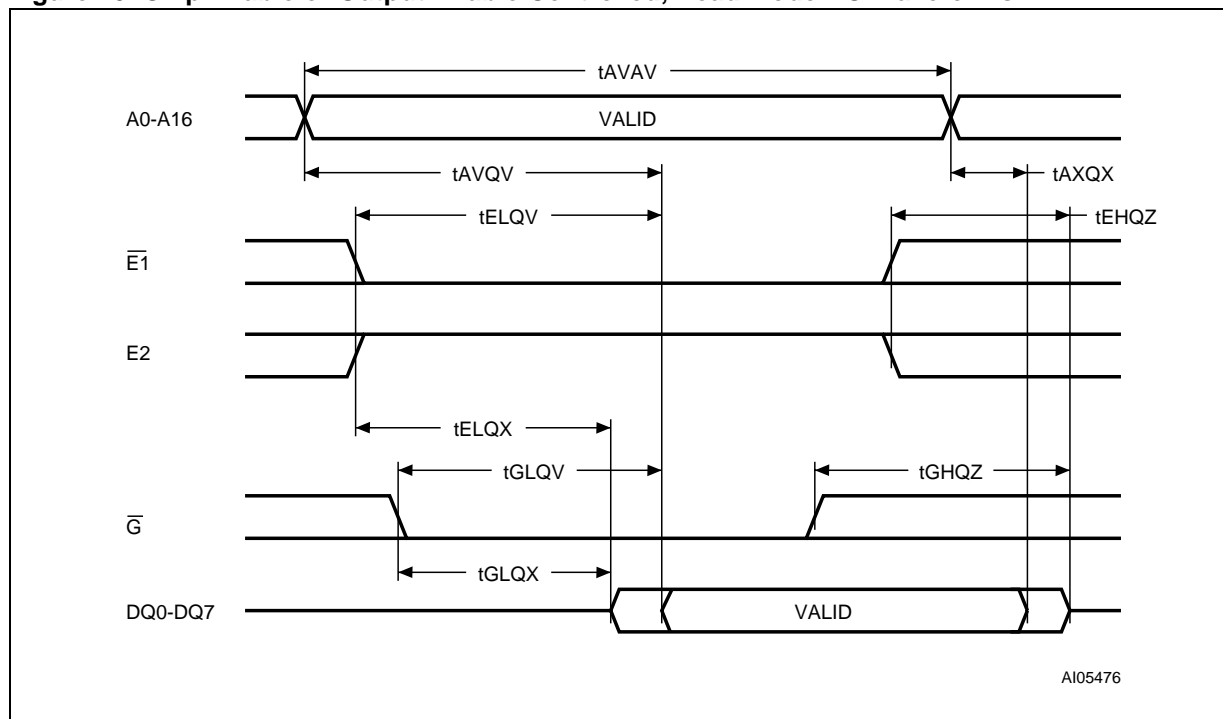 tAVAV
A0-A16
VALID
tAVQV
tAXQX
tELQV
tEHQZ
E1
E2
tELQX
tGLQV
tGHQZ
G
tGLQX
DQ0-DQ7
VALID
AI05476